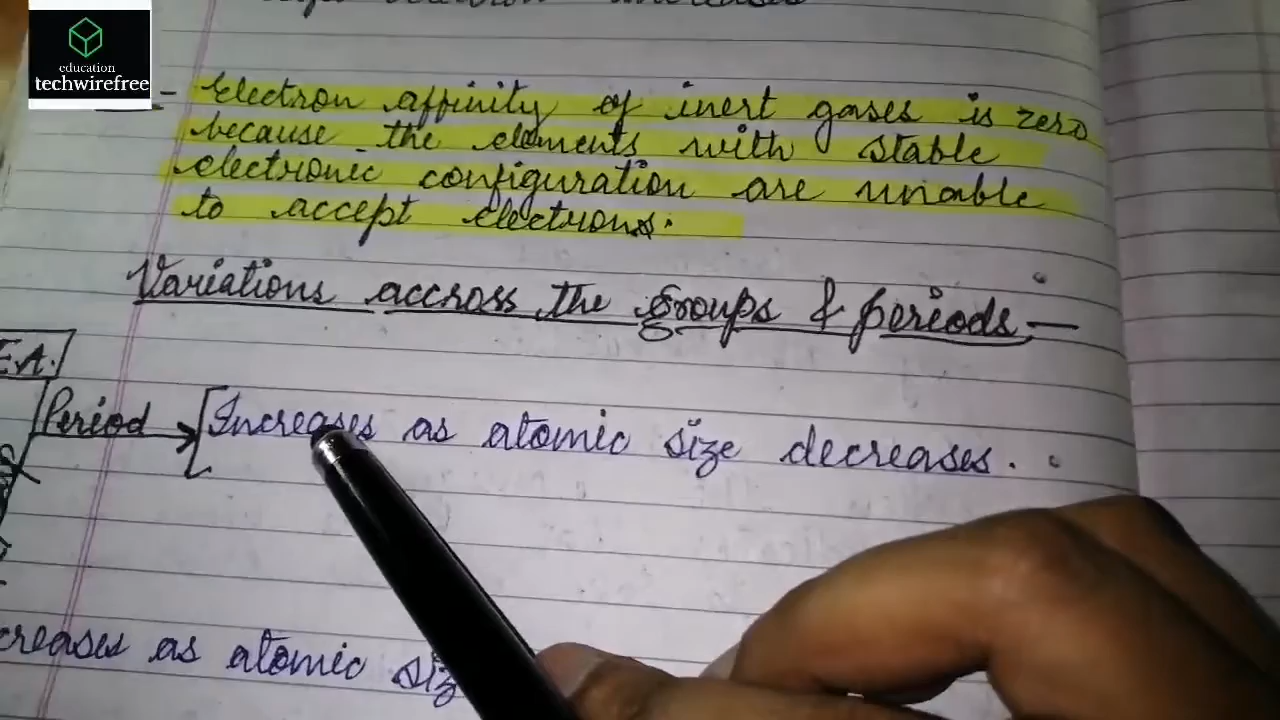 education
techwirefree
- Electron affinity of inert gases is zero
because the elements with stable
electronic configuration are unable
to accept electrons.
Variations accross the groups & periods —
E.A.
Period → Increases as atomic size decreases.
creases as atomic siz